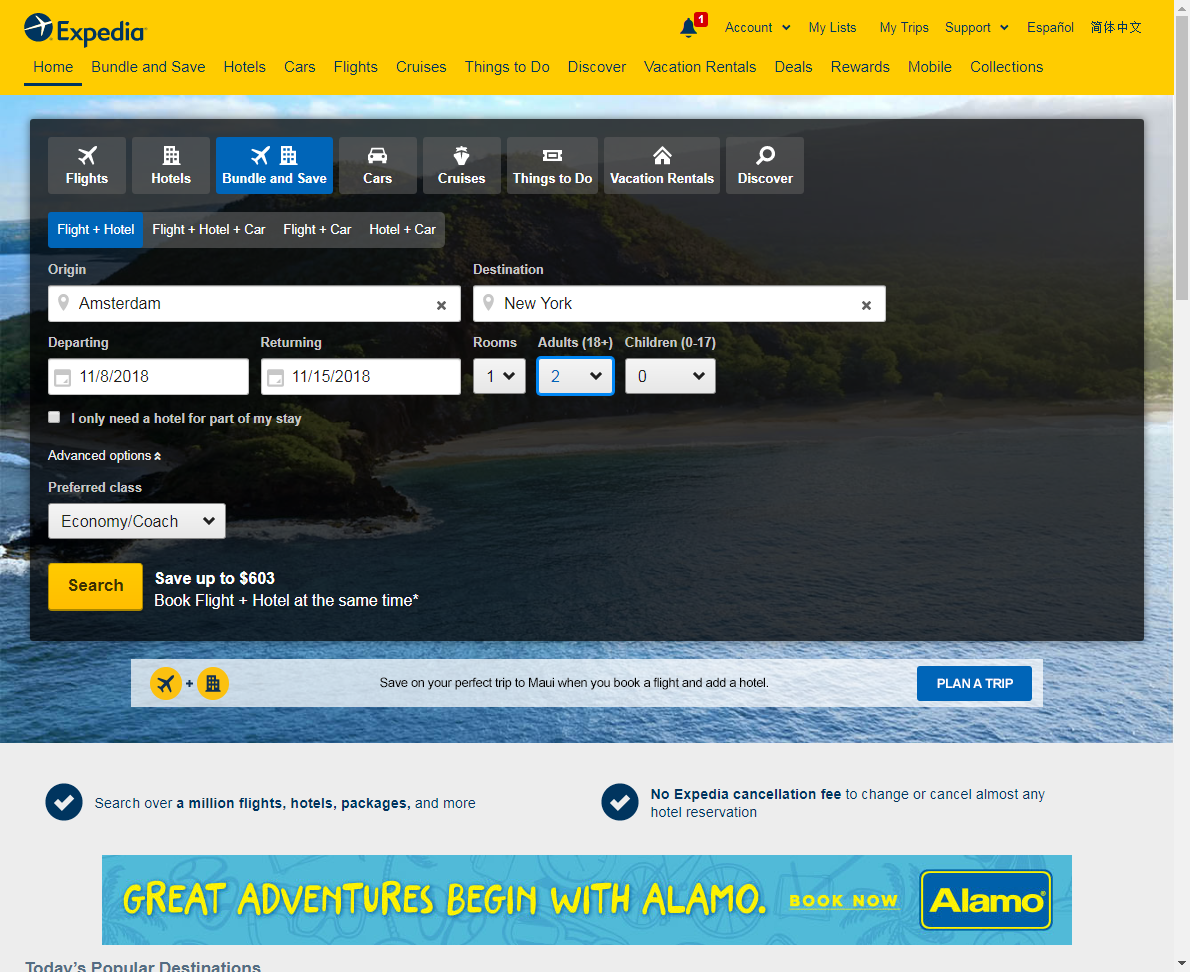 Expedia
1
Account
My Lists
My Trips
Support
Español
简体中文
Home
Bundle and Save
Hotels
Cars
Flights
Cruises
Things to Do
Discover
Vacation Rentals
Deals
Rewards
Mobile
Collections
Flights
Hotels
Bundle and Save
Cars
Cruises
Things to Do
Vacation Rentals
Discover
Flight + Hotel
Flight + Hotel + Car
Flight + Car
Hotel + Car
Origin
Destination
Amsterdam
New York
Departing
Returning
Rooms
Adults (18+)
Children (0-17)
11/8/2018
11/15/2018
1
2
0
I only need a hotel for part of my stay
Advanced options
Preferred class
Economy/Coach
Search
Save up to $603
Book Flight + Hotel at the same time*
+
Save on your perfect trip to Maui when you book a flight and add a hotel.
PLAN A TRIP
Search over a million flights, hotels, packages, and more
No Expedia cancellation fee to change or cancel almost any
hotel reservation
GREAT ADVENTURES BEGIN WITH ALAMO.
BOOK NOW
Alamo®
Today's Popular Destinations